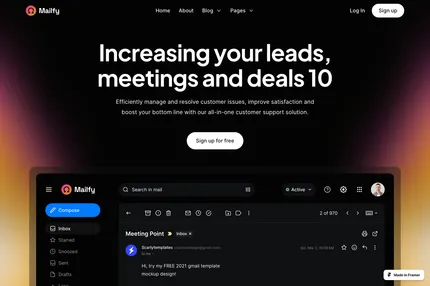 Mailfy
Home About Blog Pages
Log In Sign up
Increasing your leads,
meetings and deals 10
Efficiently manage and resolve customer issues, improve satisfaction and
boost your bottom line with our all-in-one customer support solution.
Sign up for free
Mailfy
Search in mail
Active
Compose
2 of 970
Inbox
Starred
Snoozed
Sent
Drafts
Meeting Point
Inbox
Scarlytemplates
to me
Hi, try my FREE 2021 gmail template
mockup design!
Made in Framer